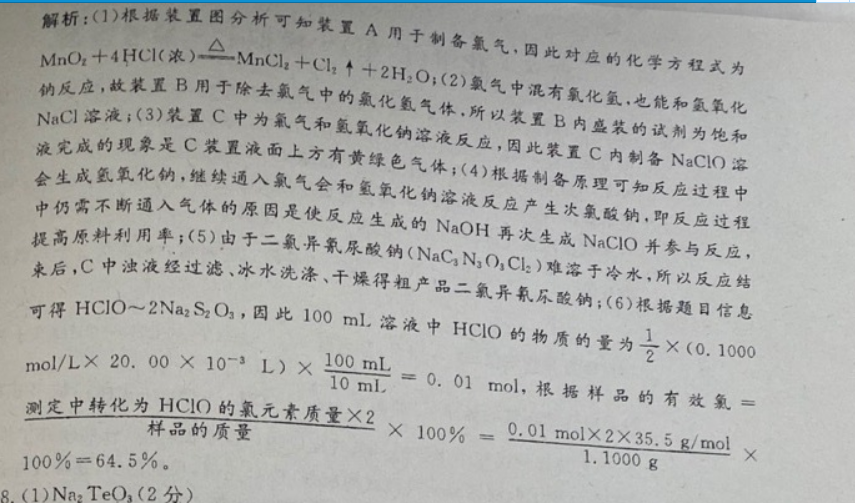 解析:(1)根据装置图分析可知装置 A 用于制备氯气,因此对应的化学方程式为
MnO₂+4HCl(浓)=△=MnCl₂+Cl₂↑+2H₂O;(2)氯气中混有氯化氢,也能和氢氧化
钠反应,故装置 B 用于除去氯气中的氯化氢气体,所以装置 B 内盛装的试剂为饱和
NaCl 溶液;(3)装置 C 中为氯气和氢氧化钠溶液反应,因此装置 C 内制备 NaClO 溶
液完成的现象是 C 装置液面上方有黄绿色气体;(4)根据制备原理可知反应过程中
会生成氢氧化钠,继续通入氯气会和氢氧化钠溶液反应产生次氯酸钠,即反应过程
中仍需不断通入气体的原因是使反应生成的 NaOH 再次生成 NaClO 并参与反应,
提高原料利用率;(5)由于二氯异氰尿酸钠(NaC₃N₃O₃Cl₂)难溶于冷水,所以反应结
束后,C 中浊液经过滤、冰水洗涤、干燥得粗产品二氯异氰尿酸钠;(6)根据题目信息
可得 HClO～2Na₂S₂O₃,因此 100 mL 溶液中 HClO 的物质的量为 1/2 ×(0.1000
mol/L× 20.00 × 10⁻³ L) × 100 mL/10 mL = 0.01 mol,根据样品的有效氯 =
测定中转化为 HClO 的氯元素质量×2/样品的质量 × 100% = 0.01 mol×2×35.5 g/mol/1.1000 g ×
100%=64.5%。
8. (1)Na₂TeO₃(2 分)